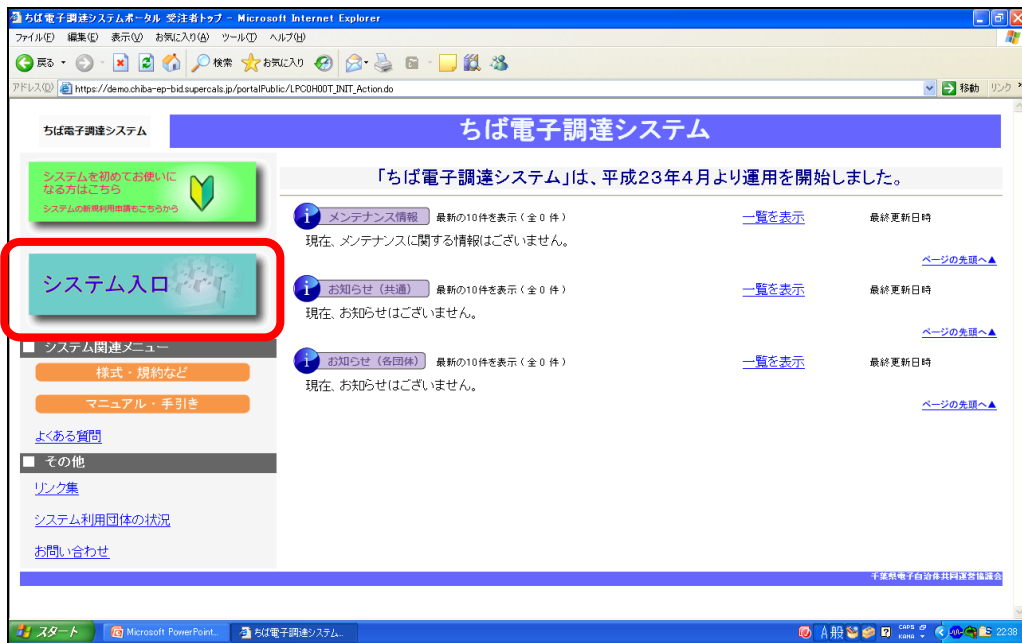 ちば電子調達システムポータル 受注者トップ - Microsoft Internet Explorer
ファイル(F) 編集(E) 表示(V) お気に入り(A) ツール(T) ヘルプ(H)
戻る 検索 お気に入り
アドレス(D) https://demo.chiba-ep-bid.supercals.jp/portalPublic/LPC0H00T_INIT_Action.do 移動 リンク
ちば電子調達システム
ちば電子調達システム
システムを初めてお使いに
なる方はこちら
システムの新規利用申請もこちらから
「ちば電子調達システム」は、平成23年4月より運用を開始しました。
メンテナンス情報 最新の10件を表示(全0件) 一覧を表示 最終更新日時
現在、メンテナンスに関する情報はございません。
ページの先頭へ▲
システム入口
お知らせ(共通) 最新の10件を表示(全0件) 一覧を表示 最終更新日時
現在、お知らせはございません。
ページの先頭へ▲
お知らせ(各団体) 最新の10件を表示(全0件) 一覧を表示 最終更新日時
現在、お知らせはございません。
ページの先頭へ▲
■ システム関連メニュー
様式・規約など
マニュアル・手引き
よくある質問
■ その他
リンク集
システム利用団体の状況
お問い合わせ
千葉県電子自治体共同運営協議会
スタート Microsoft PowerPoint... ちば電子調達システム... A 般 CAPS KANA 22:38